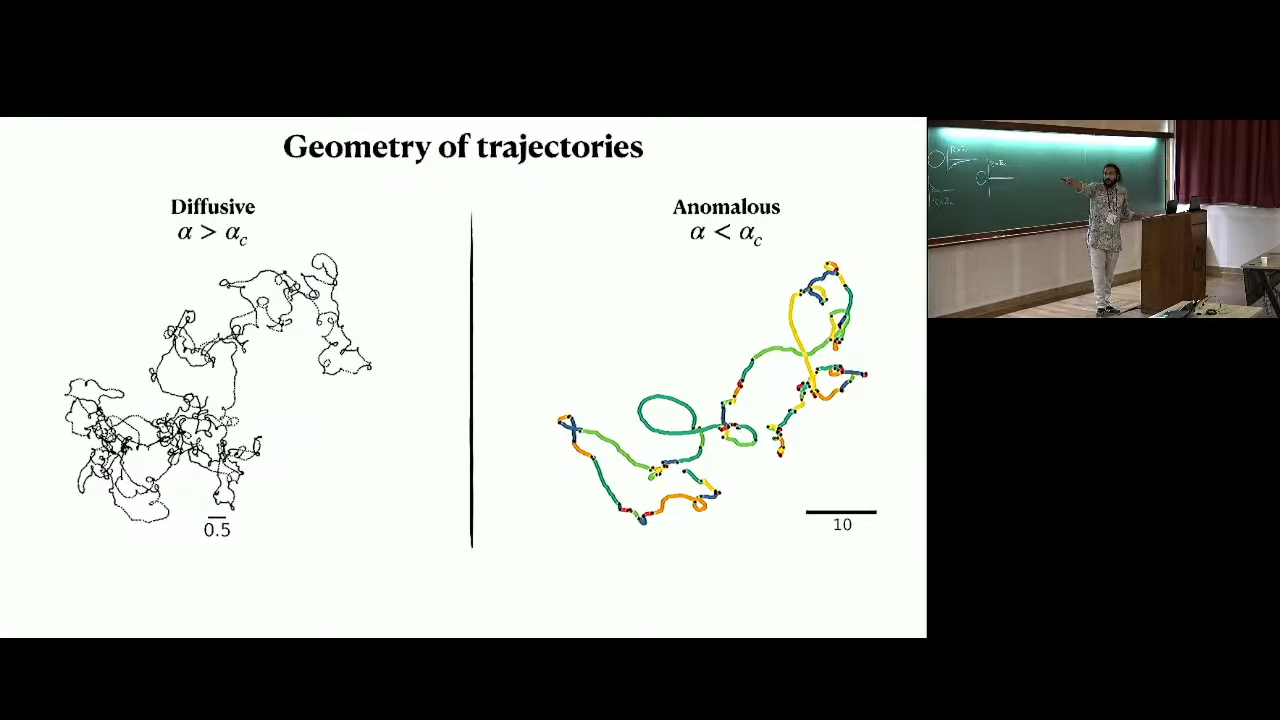 Geometry of trajectories
Diffusive
α > α_c
Anomalous
α < α_c
0.5
10